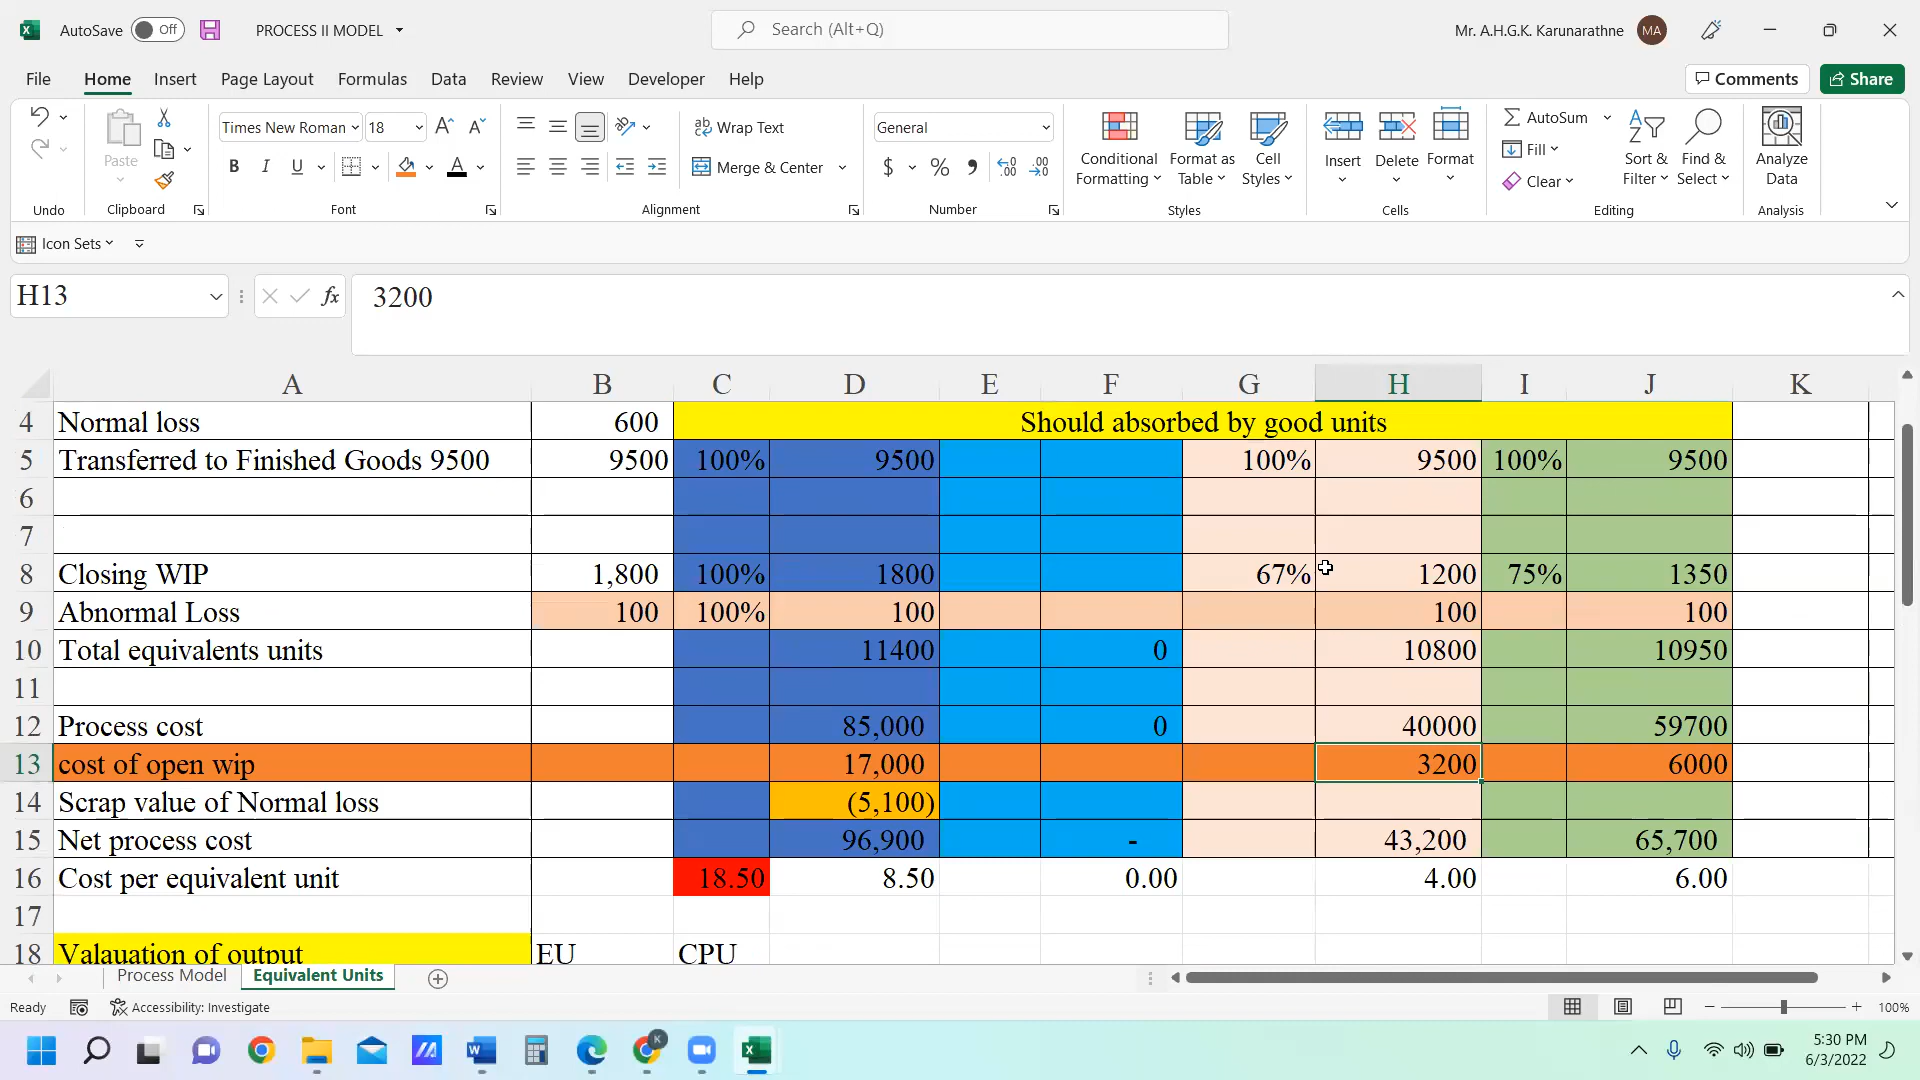 AutoSave Off PROCESS II MODEL Search (Alt+Q) Mr. A.H.G.K. Karunarathne MA
File Home Insert Page Layout Formulas Data Review View Developer Help Comments Share
Paste Times New Roman 18 Wrap Text General Conditional Formatting Format as Table Cell Styles Insert Delete Format AutoSum Sort & Filter Find & Select Analyze Data
B I U Merge & Center $ % Fill
Clear
Undo Clipboard Font Alignment Number Styles Cells Editing Analysis
Icon Sets
H13 fx 3200
A B C D E F G H I J K
4 Normal loss 600 Should absorbed by good units
5 Transferred to Finished Goods 9500 9500 100% 9500 100% 9500 100% 9500
6
7
8 Closing WIP 1,800 100% 1800 67% 1200 75% 1350
9 Abnormal Loss 100 100% 100 100 100
10 Total equivalents units 11400 0 10800 10950
11
12 Process cost 85,000 0 40000 59700
13 cost of open wip 17,000 3200 6000
14 Scrap value of Normal loss (5,100)
15 Net process cost 96,900 - 43,200 65,700
16 Cost per equivalent unit 18.50 8.50 0.00 4.00 6.00
17
18 Valauation of output EU CPU
Process Model Equivalent Units
Ready Accessibility: Investigate 100%
5:30 PM
6/3/2022